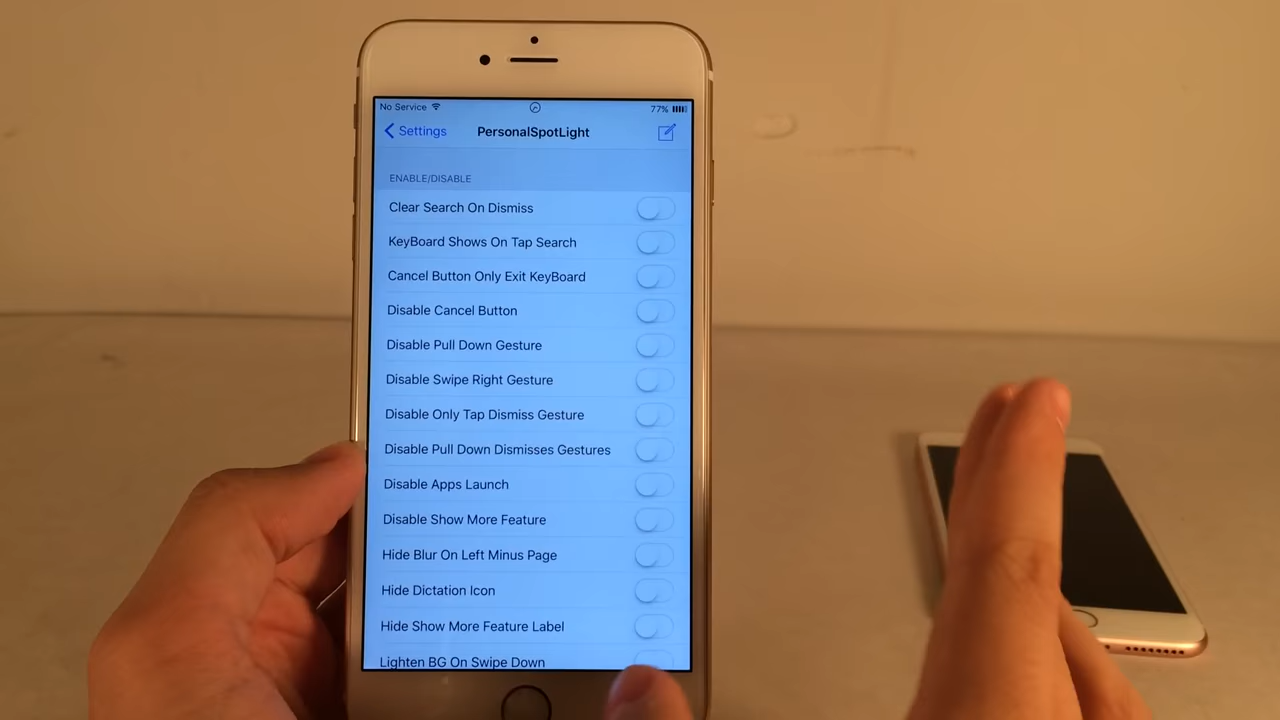 No Service 77%
Settings PersonalSpotLight
ENABLE/DISABLE
Clear Search On Dismiss
KeyBoard Shows On Tap Search
Cancel Button Only Exit KeyBoard
Disable Cancel Button
Disable Pull Down Gesture
Disable Swipe Right Gesture
Disable Only Tap Dismiss Gesture
Disable Pull Down Dismisses Gestures
Disable Apps Launch
Disable Show More Feature
Hide Blur On Left Minus Page
Hide Dictation Icon
Hide Show More Feature Label
Lighten BG On Swipe Down